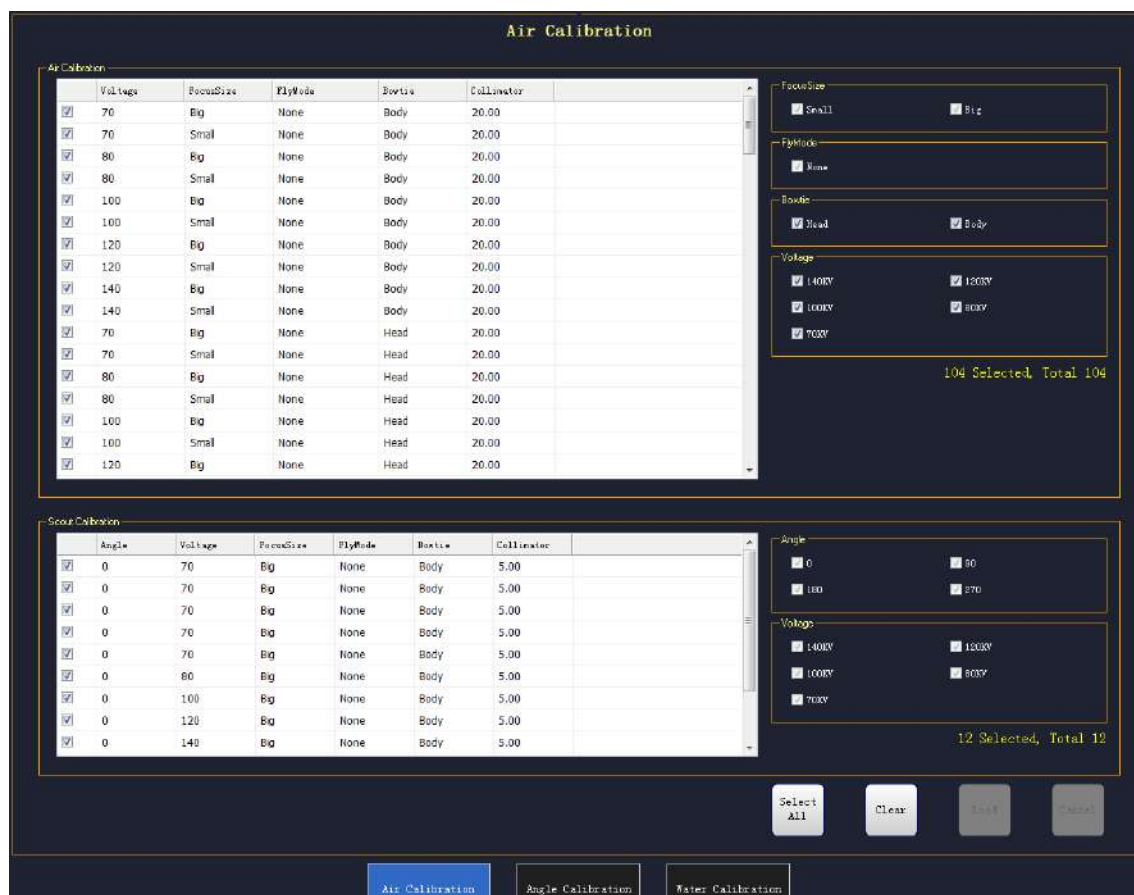 Air Calibration
Air Calibration
Voltage FocusSize FlyMode Bowtie Collimator
70 Big None Body 20.00
70 Small None Body 20.00
80 Big None Body 20.00
80 Small None Body 20.00
100 Big None Body 20.00
100 Small None Body 20.00
120 Big None Body 20.00
120 Small None Body 20.00
140 Big None Body 20.00
140 Small None Body 20.00
70 Big None Head 20.00
70 Small None Head 20.00
80 Big None Head 20.00
80 Small None Head 20.00
100 Big None Head 20.00
100 Small None Head 20.00
120 Big None Head 20.00
FocusSize
Small Big
FlyMode
None
Bowtie
Head Body
Voltage
140KV 120KV
100KV 80KV
70KV
104 Selected, Total 104
Scout Calibration
Angle Voltage FocusSize FlyMode Bowtie Collimator
0 70 Big None Body 5.00
0 70 Big None Body 5.00
0 70 Big None Body 5.00
0 70 Big None Body 5.00
0 70 Big None Body 5.00
0 80 Big None Body 5.00
0 100 Big None Body 5.00
0 120 Big None Body 5.00
0 140 Big None Body 5.00
Angle
0 90
180 270
Voltage
140KV 120KV
100KV 80KV
70KV
12 Selected, Total 12
Select All Clear Cancel
Air Calibration Angle Calibration Water Calibration